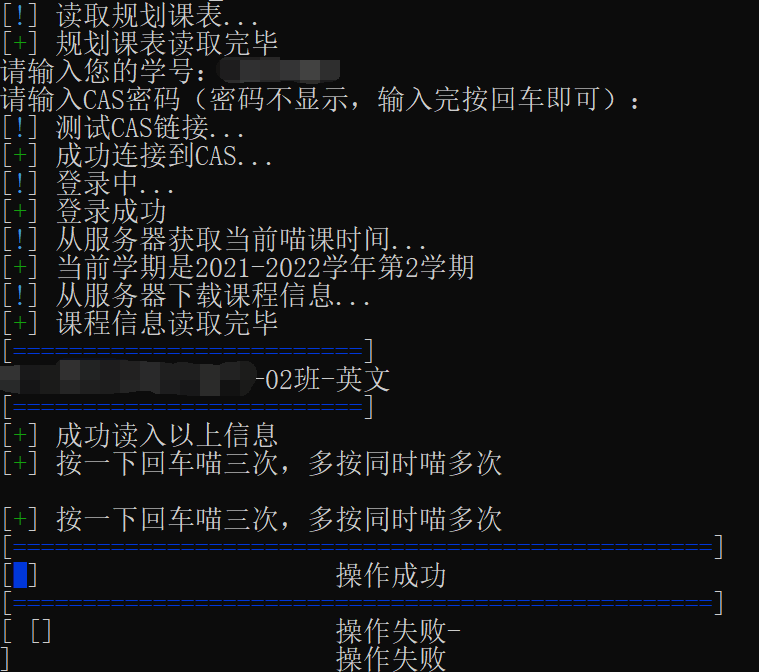 [!] 读取规划课表...
[+] 规划课表读取完毕
请输入您的学号:
请输入CAS密码（密码不显示，输入完按回车即可）:
[!] 测试CAS链接...
[+] 成功连接到CAS...
[!] 登录中...
[+] 登录成功
[!] 从服务器获取当前喵课时间...
[+] 当前学期是2021-2022学年第2学期
[!] 从服务器下载课程信息...
[+] 课程信息读取完毕
[=========================]
-02班-英文
[=========================]
[+] 成功读入以上信息
[+] 按一下回车喵三次，多按同时喵多次
[+] 按一下回车喵三次，多按同时喵多次
[==================================================]
[ ] 操作成功
[==================================================]
[ [] 操作失败-
] 操作失败